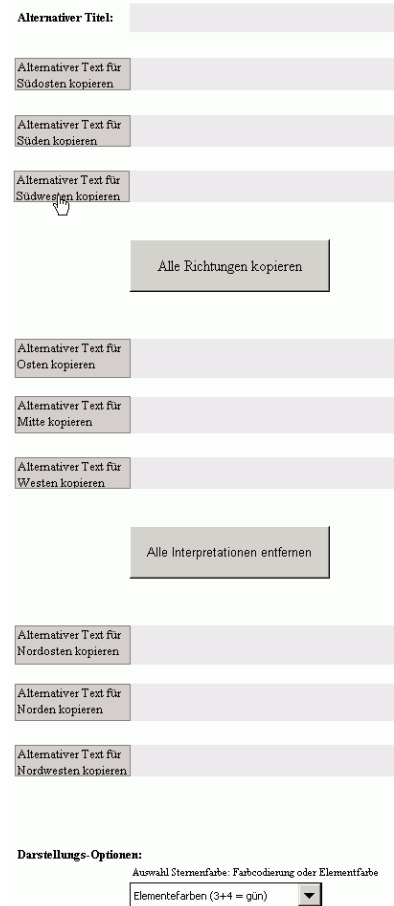 Alternativer Titel:
Alternativer Text für
Südosten kopieren
Alternativer Text für
Süden kopieren
Alternativer Text für
Südwesten kopieren
Alle Richtungen kopieren
Alternativer Text für
Osten kopieren
Alternativer Text für
Mitte kopieren
Alternativer Text für
Westen kopieren
Alle Interpretationen entfernen
Alternativer Text für
Nordosten kopieren
Alternativer Text für
Norden kopieren
Alternativer Text für
Nordwesten kopieren
Darstellungs-Optionen:
Auswahl Sternenfarbe: Farbcodierung oder Elementfarbe
Elementefarben (3+4 = gün)